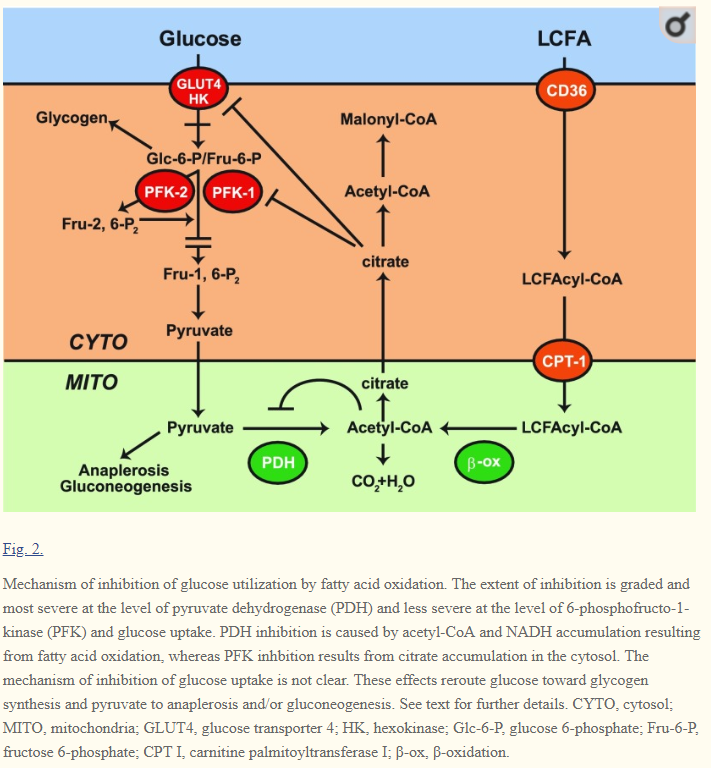 Glucose
LCFA
GLUT4
HK
CD36
Glycogen
Malonyl-CoA
Glc-6-P/Fru-6-P
PFK-2
PFK-1
Acetyl-CoA
Fru-2, 6-P₂
citrate
Fru-1, 6-P₂
LCFAcyl-CoA
Pyruvate
CYTO
CPT-1
MITO
citrate
Pyruvate
Acetyl-CoA
LCFAcyl-CoA
PDH
β-ox
Anaplerosis
Gluconeogenesis
CO₂+H₂O
Fig. 2.
Mechanism of inhibition of glucose utilization by fatty acid oxidation. The extent of inhibition is graded and
most severe at the level of pyruvate dehydrogenase (PDH) and less severe at the level of 6-phosphofructo-1-
kinase (PFK) and glucose uptake. PDH inhibition is caused by acetyl-CoA and NADH accumulation resulting
from fatty acid oxidation, whereas PFK inhbition results from citrate accumulation in the cytosol. The
mechanism of inhibition of glucose uptake is not clear. These effects reroute glucose toward glycogen
synthesis and pyruvate to anaplerosis and/or gluconeogenesis. See text for further details. CYTO, cytosol;
MITO, mitochondria; GLUT4, glucose transporter 4; HK, hexokinase; Glc-6-P, glucose 6-phosphate; Fru-6-P,
fructose 6-phosphate; CPT I, carnitine palmitoyltransferase I; β-ox, β-oxidation.